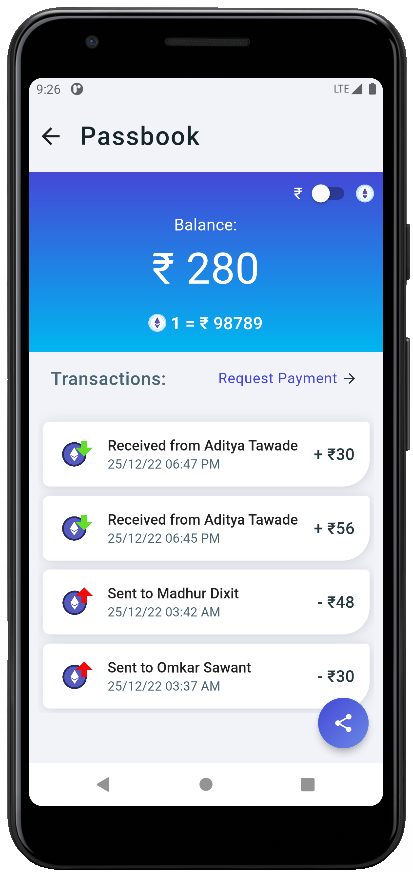 9:26 LTE
Passbook
₹
Balance:
₹ 280
1 = ₹ 98789
Transactions: Request Payment →
Received from Aditya Tawade
25/12/22 06:47 PM
+ ₹30
Received from Aditya Tawade
25/12/22 06:45 PM
+ ₹56
Sent to Madhur Dixit
25/12/22 03:42 AM
- ₹48
Sent to Omkar Sawant
25/12/22 03:37 AM
- ₹30